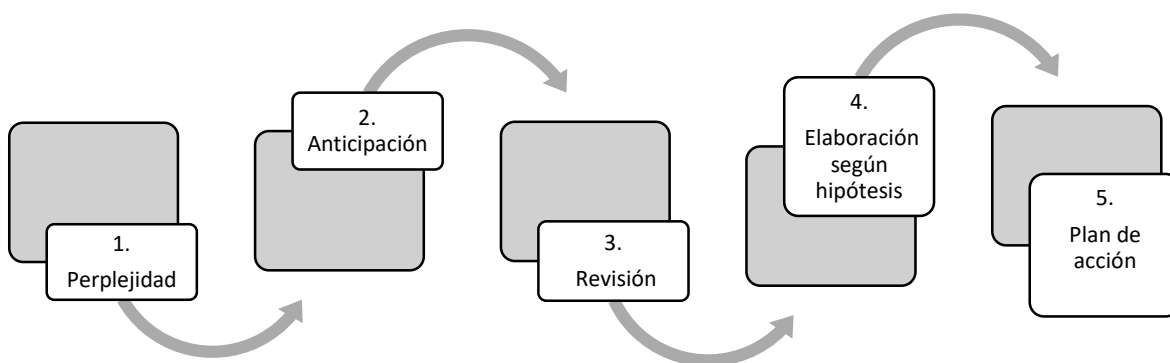 1.
Perplejidad
2.
Anticipación
3.
Revisión
4.
Elaboración
según
hipótesis
5.
Plan de
acción